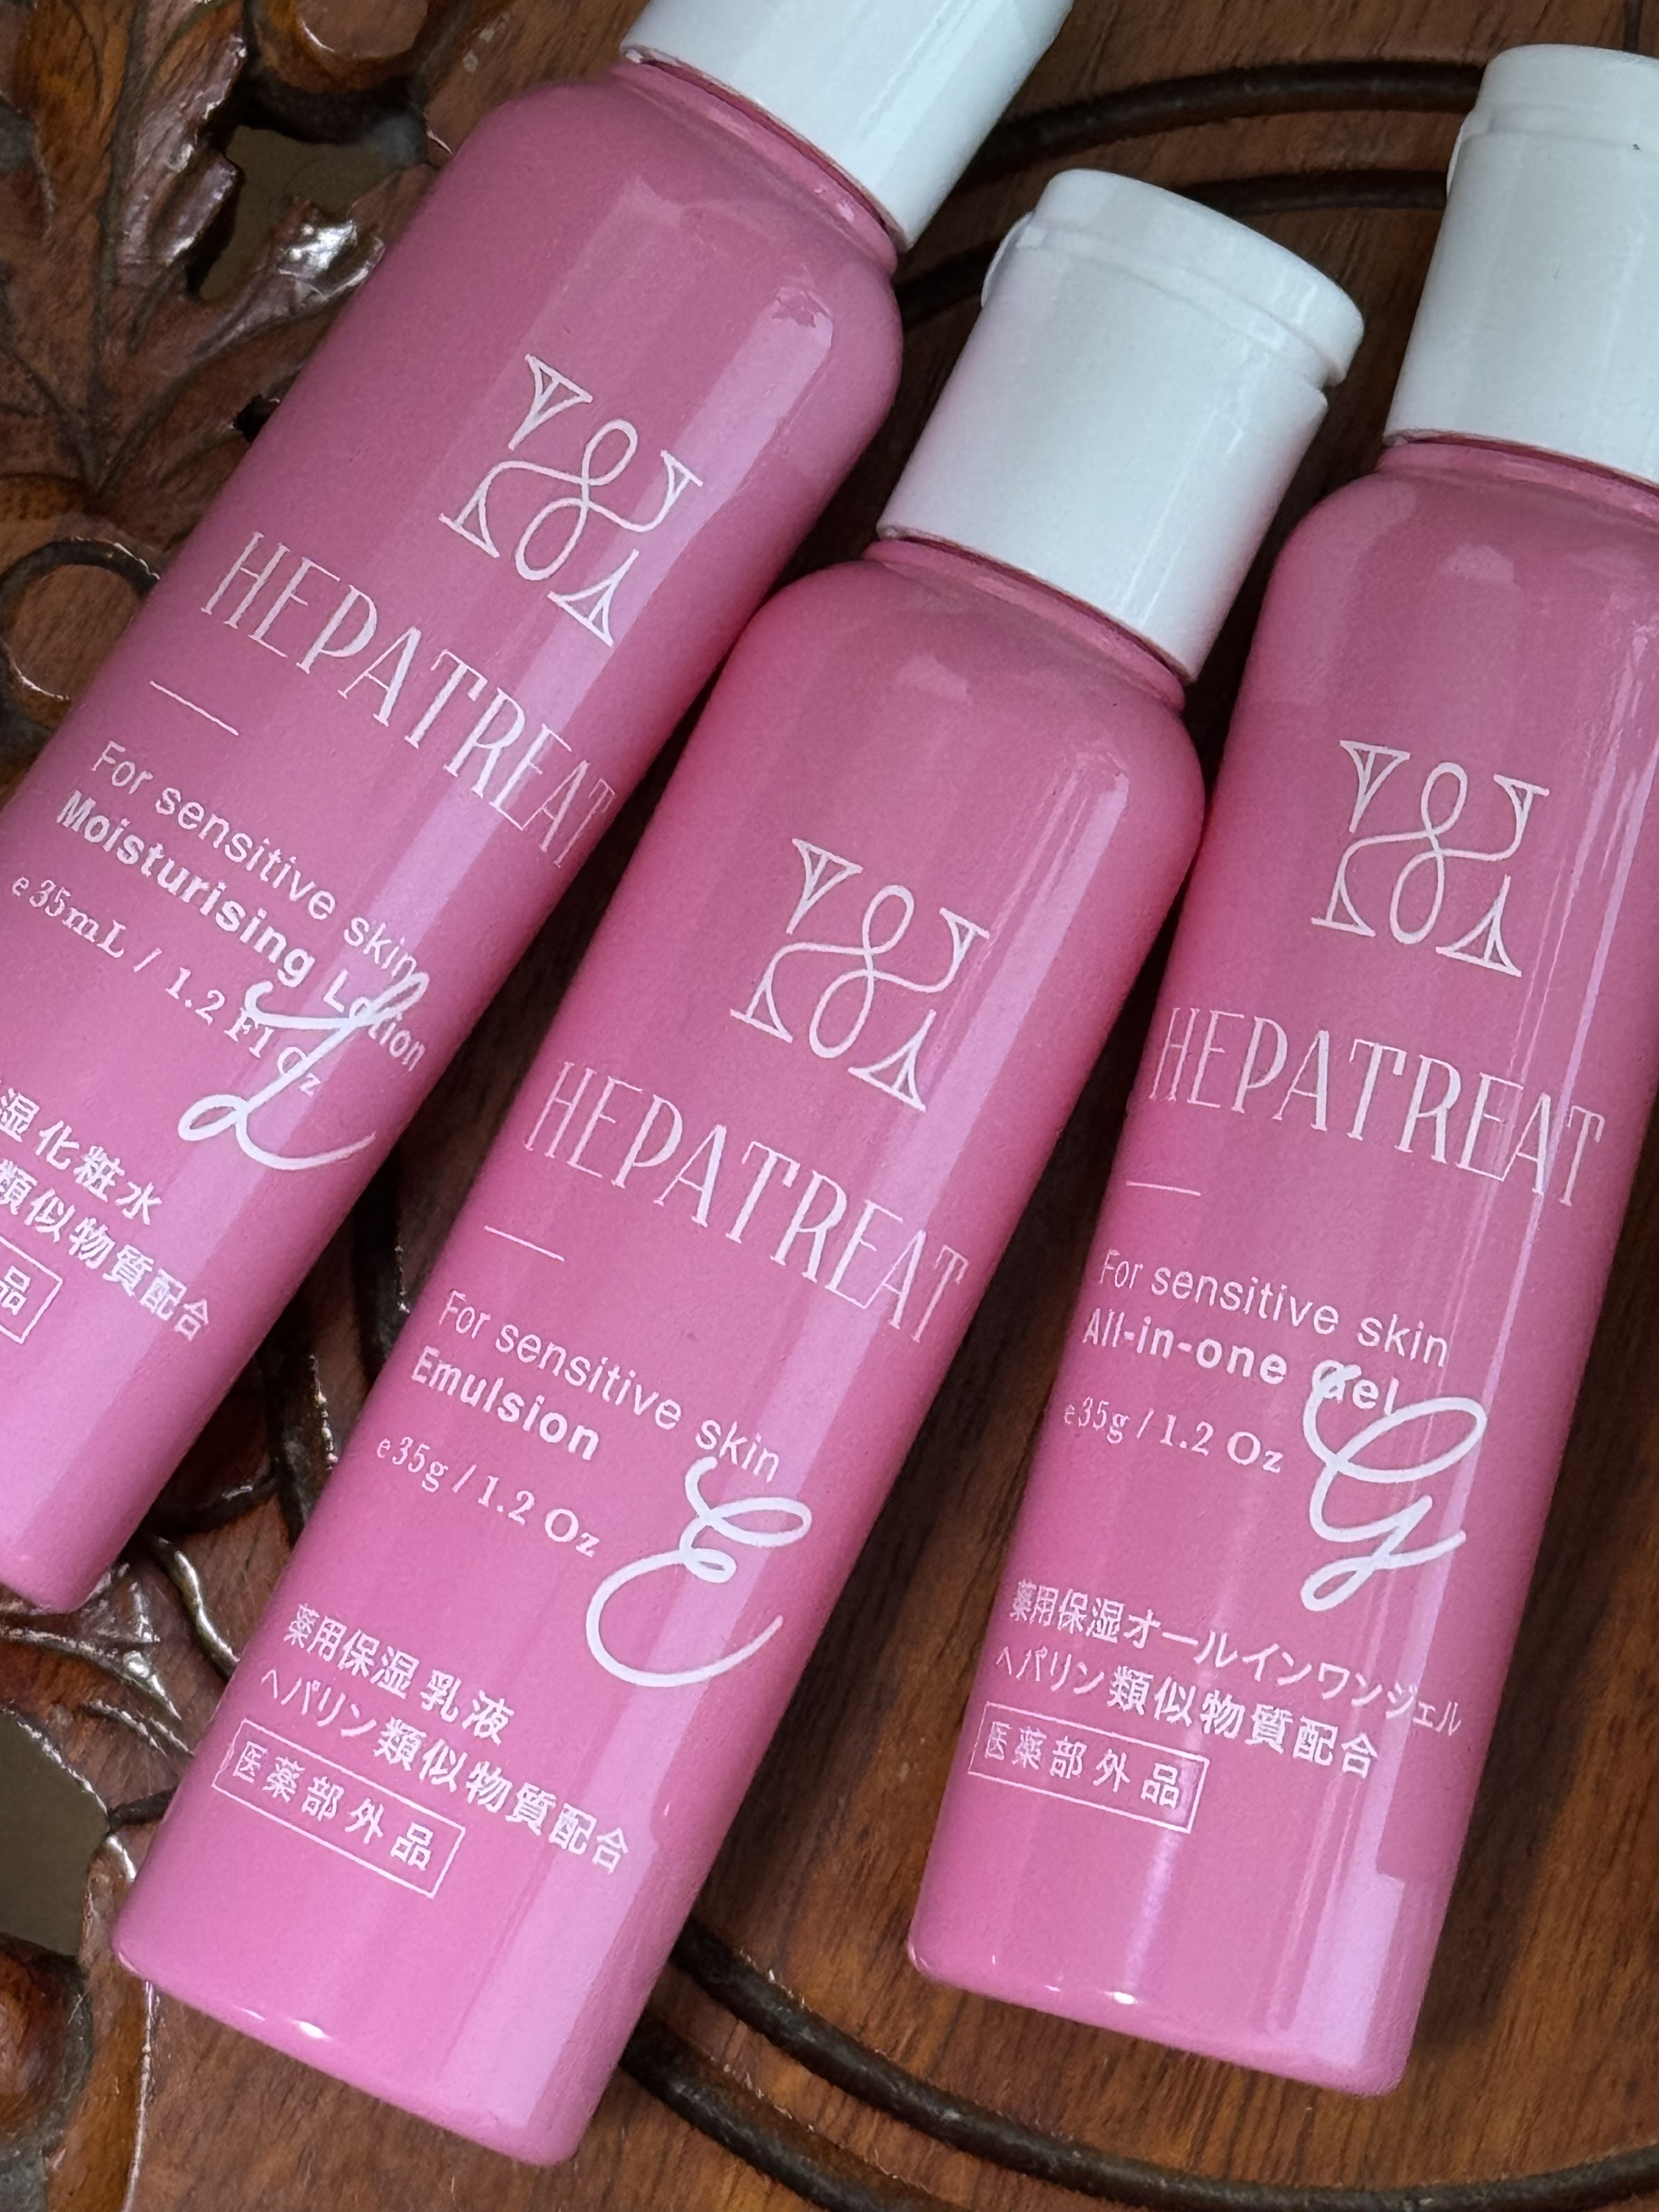 HEPATREAT
For sensitive skin
Moisturising Lotion
e35mL / 1.2 Fl oz
L
湿 化粧水
類似物質配合
品
HEPATREAT
For sensitive skin
Emulsion
e35g / 1.2 Oz
E
薬用保湿 乳液
ヘパリン類似物質配合
医薬部外品
HEPATREAT
For sensitive skin
All-in-one Gel
e35g / 1.2 Oz
G
薬用保湿オールインワンジェル
ヘパリン類似物質配合
医薬部外品